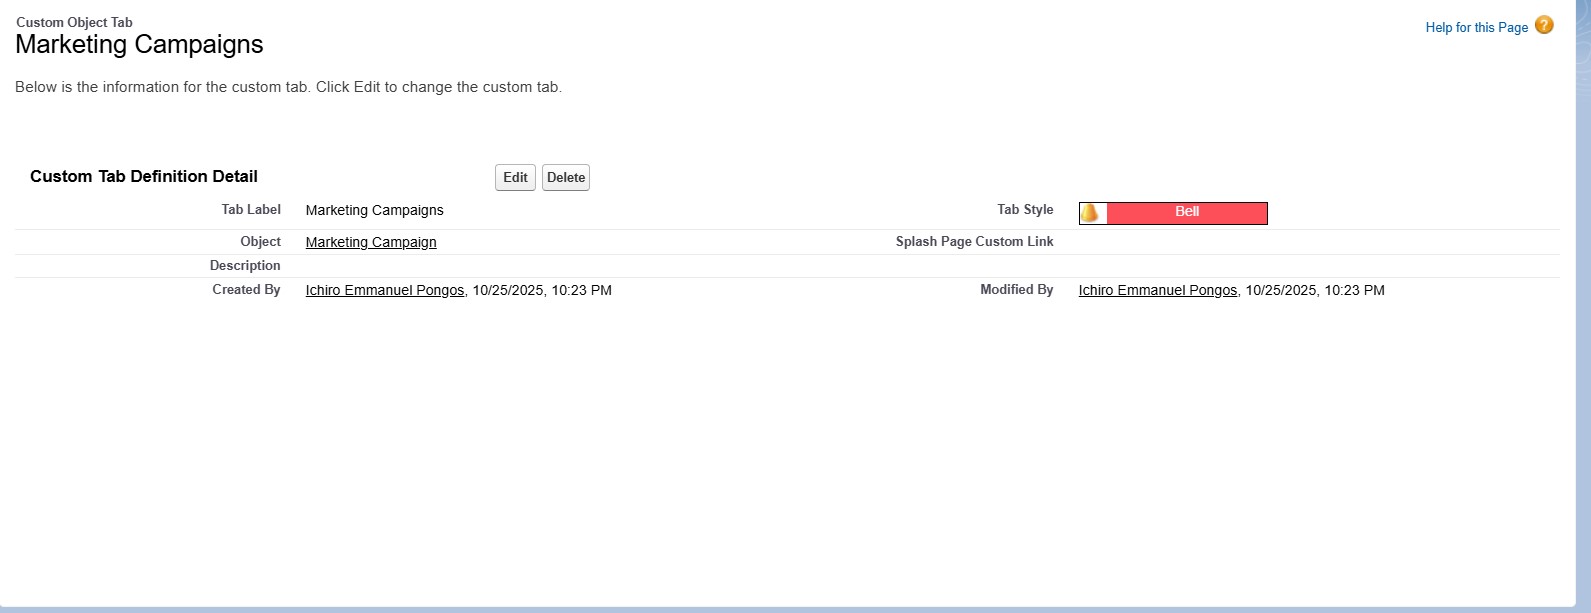 Custom Object Tab
Marketing Campaigns
Help for this Page ?
Below is the information for the custom tab. Click Edit to change the custom tab.
Custom Tab Definition Detail Edit Delete
Tab Label Marketing Campaigns Tab Style Bell
Object Marketing Campaign Splash Page Custom Link
Description
Created By Ichiro Emmanuel Pongos, 10/25/2025, 10:23 PM Modified By Ichiro Emmanuel Pongos, 10/25/2025, 10:23 PM